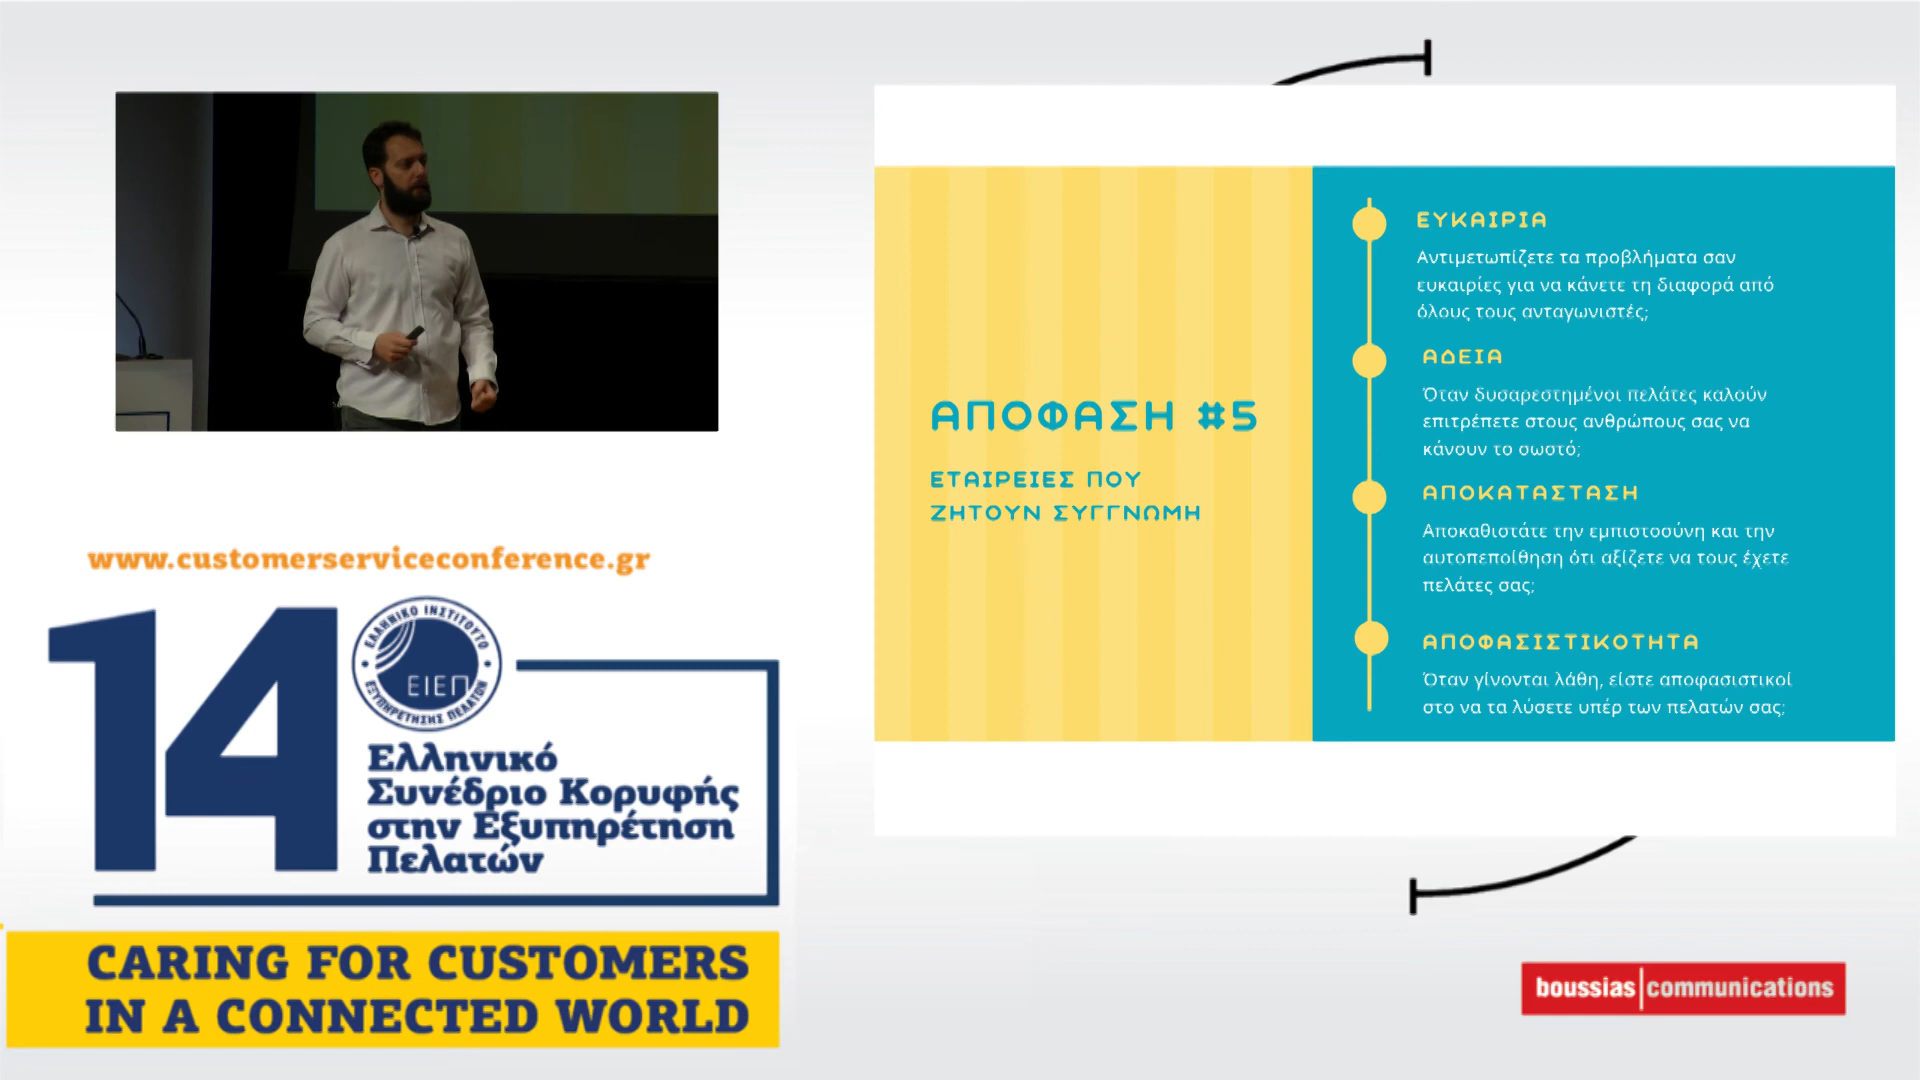 www.customerserviceconference.gr
14
ΕΛΛΗΝΙΚΟ ΙΝΣΤΙΤΟΥΤΟ
ΕΞΥΠΗΡΕΤΗΣΗΣ ΠΕΛΑΤΩΝ
ΕΙΕΠ
Ελληνικό
Συνέδριο Κορυφής
στην Εξυπηρέτηση
Πελατών
CARING FOR CUSTOMERS
IN A CONNECTED WORLD
ΑΠΟΦΑΣΗ #5
ΕΤΑΙΡΕΙΕΣ ΠΟΥ
ΖΗΤΟΥΝ ΣΥΓΓΝΩΜΗ
ΕΥΚΑΙΡΙΑ
Αντιμετωπίζετε τα προβλήματα σαν
ευκαιρίες για να κάνετε τη διαφορά από
όλους τους ανταγωνιστές;
ΑΔΕΙΑ
Όταν δυσαρεστημένοι πελάτες καλούν
επιτρέπετε στους ανθρώπους σας να
κάνουν το σωστό;
ΑΠΟΚΑΤΑΣΤΑΣΗ
Αποκαθιστάτε την εμπιστοσύνη και την
αυτοπεποίθηση ότι αξίζετε να τους έχετε
πελάτες σας;
ΑΠΟΦΑΣΙΣΤΙΚΟΤΗΤΑ
Όταν γίνονται λάθη, είστε αποφασιστικοί
στο να τα λύσετε υπέρ των πελατών σας;
boussias|communications